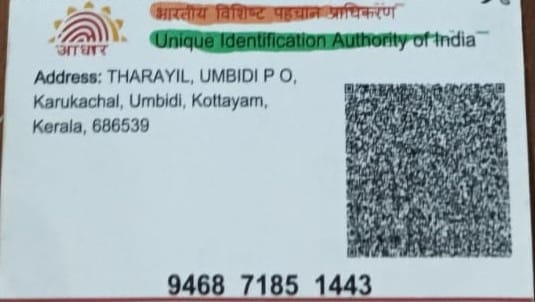 भारतीय विशिष्ट पहचान प्राधिकरण
आधार
Unique Identification Authority of India
Address: THARAYIL, UMBIDI P O,
Karukachal, Umbidi, Kottayam,
Kerala, 686539
9468 7185 1443